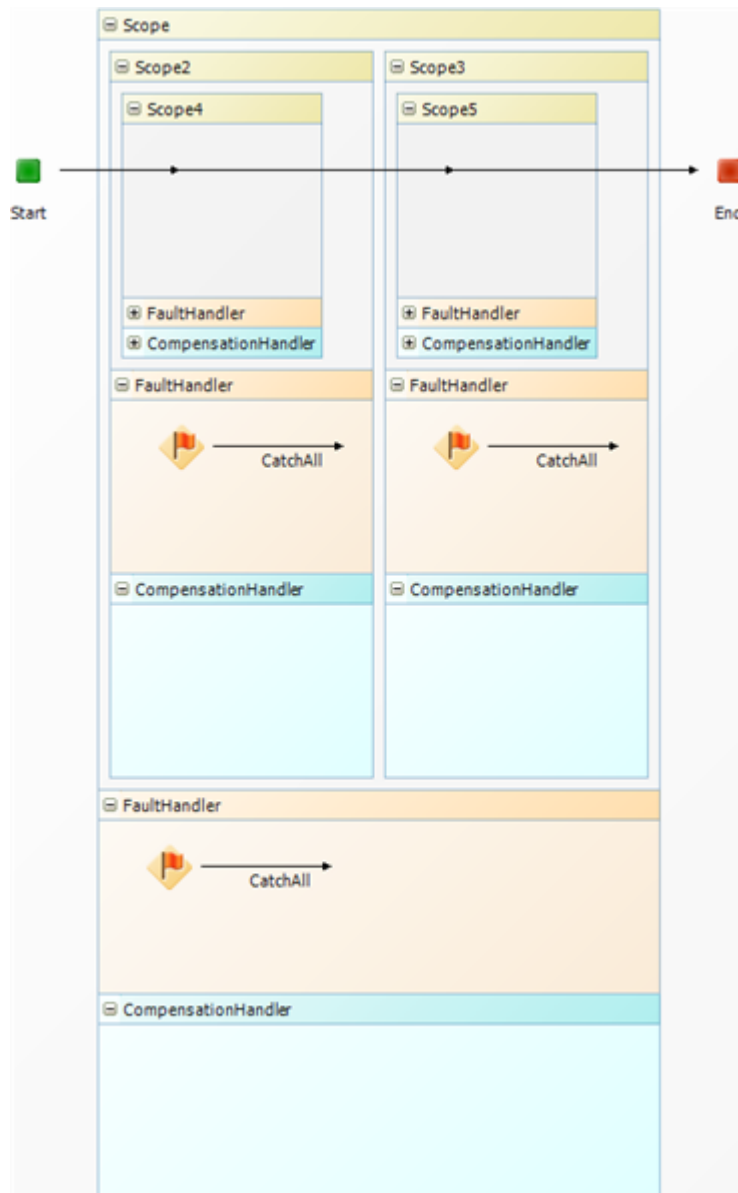 Scope
Scope2
Scope3
Scope4
Scope5
Start
End
FaultHandler
FaultHandler
CompensationHandler
CompensationHandler
FaultHandler
FaultHandler
CatchAll
CatchAll
CompensationHandler
CompensationHandler
FaultHandler
CatchAll
CompensationHandler